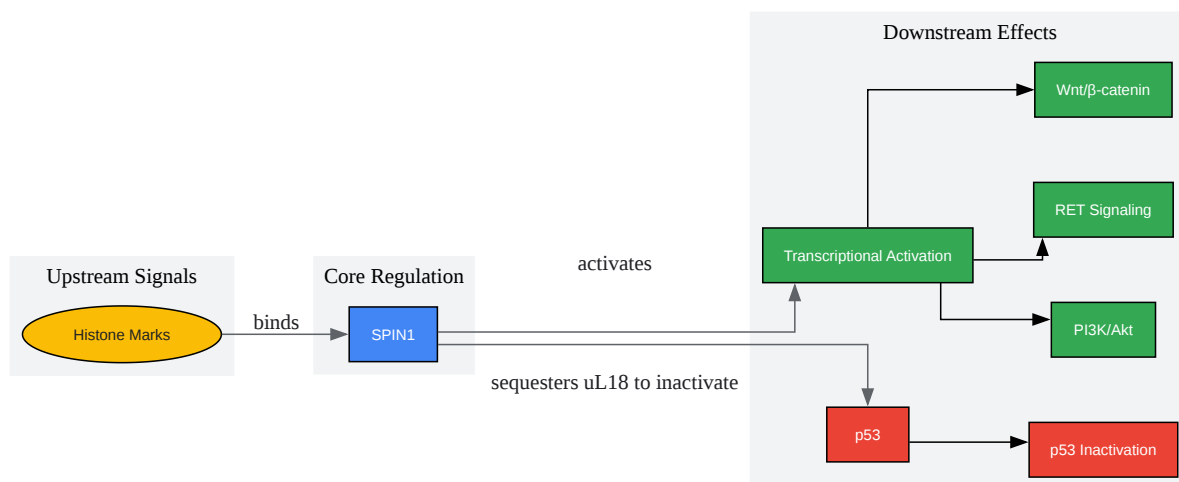 Downstream Effects
Wnt/β-catenin
RET Signaling
Transcriptional Activation
activates
Upstream Signals
Core Regulation
Histone Marks
binds
SPIN1
PI3K/Akt
sequesters uL18 to inactivate
p53
p53 Inactivation